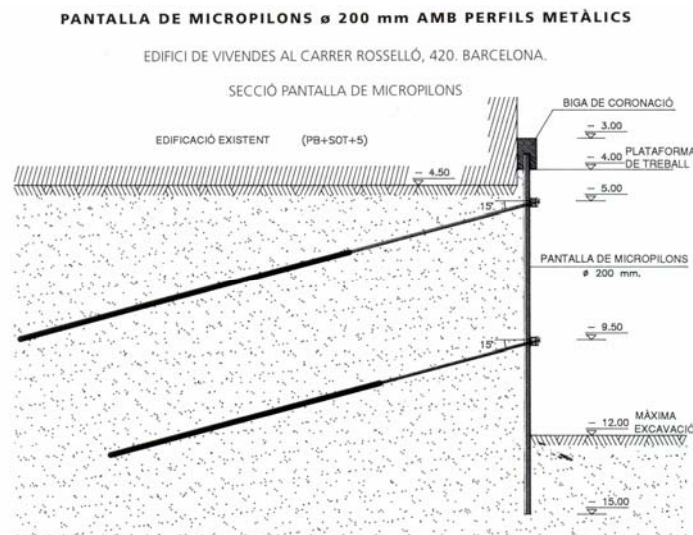 PANTALLA DE MICROPILONS ø 200 mm AMB PERFILS METÀLICS
EDIFICI DE VIVENDES AL CARRER ROSSELLÓ, 420. BARCELONA.
SECCIÓ PANTALLA DE MICROPILONS
BIGA DE CORONACIÓ
EDIFICACIÓ EXISTENT (PB+SOT+5)
- 3.00
- 4.00
PLATAFORMA
DE TREBALL
- 4.50
- 5.00
15°
PANTALLA DE MICROPILONS
ø 200 mm.
- 9.50
15°
- 12.00
MÀXIMA
EXCAVACIÓ
- 15.00